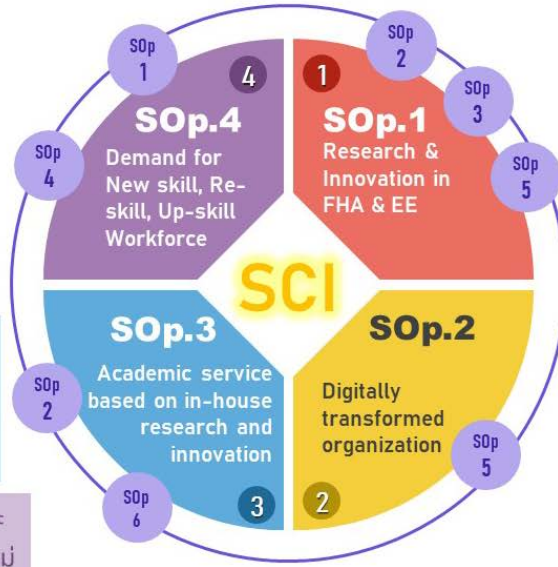 SOp
1
SOp
4
SOp
2
SOp
3
SOp
5
4
SOp.4
Demand for
New skill, Re-
skill, Up-skill
Workforce
1
SOp.1
Research &
Innovation in
FHA & EE
SCI
SOp.3
Academic service
based on in-house
research and
innovation
3
SOp.2
Digitally
transformed
organization
2
SOp
2
SOp
6
SOp
5